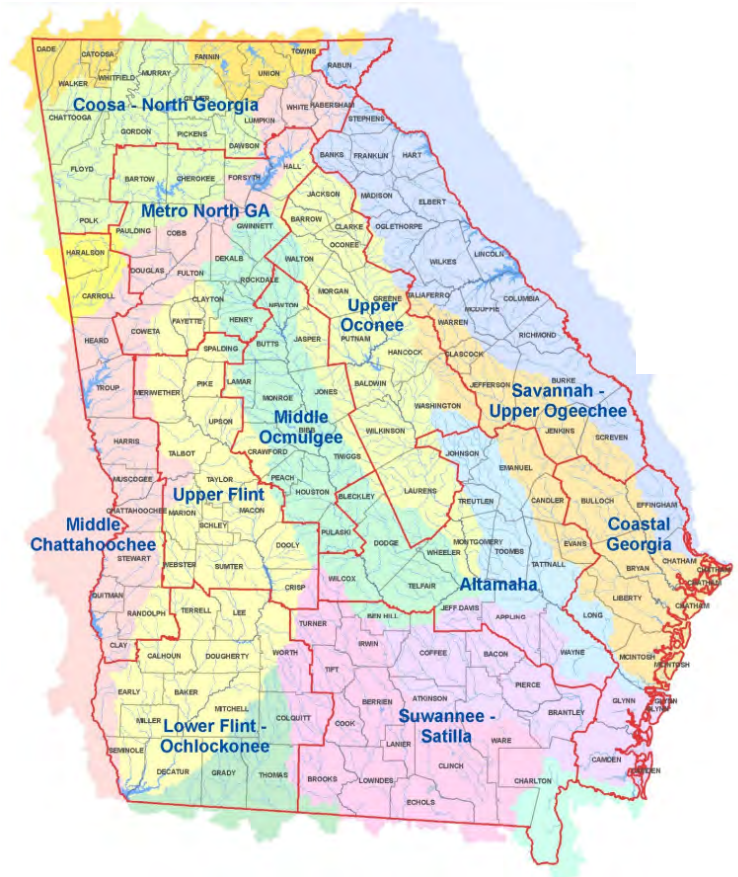 DADE
CATOOSA
FANNIN
TOWNS
RABUN
WALKER
WHITFIELD
MURRAY
UNION
GILMER
Coosa - North Georgia
WHITE
HABERSHAM
CHATTOOGA
LUMPKIN
STEPHENS
GORDON
PICKENS
DAWSON
BANKS
FRANKLIN
HART
FLOYD
BARTOW
CHEROKEE
FORSYTH
HALL
JACKSON
MADISON
ELBERT
Metro North GA
BARROW
CLARKE
OGLETHORPE
POLK
PAULDING
COBB
GWINNETT
OCONEE
HARALSON
DEKALB
WALTON
WILKES
LINCOLN
DOUGLAS
FULTON
ROCKDALE
MORGAN
GREENE
TALIAFERRO
COLUMBIA
CARROLL
CLAYTON
NEWTON
Upper
Oconee
MCDUFFIE
COWETA
FAYETTE
HENRY
JASPER
PUTNAM
WARREN
RICHMOND
HEARD
SPALDING
BUTTS
HANCOCK
GLASCOCK
TROUP
MERIWETHER
PIKE
LAMAR
MONROE
JONES
BALDWIN
JEFFERSON
BURKE
Savannah -
Upper Ogeechee
UPSON
Middle
Ocmulgee
BIBB
WASHINGTON
HARRIS
TALBOT
CRAWFORD
TWIGGS
WILKINSON
JENKINS
SCREVEN
MUSCOGEE
TAYLOR
PEACH
HOUSTON
BLECKLEY
LAURENS
JOHNSON
EMANUEL
Upper Flint
CHATTAHOOCHEE
MARION
MACON
TREUTLEN
CANDLER
BULLOCH
EFFINGHAM
Middle
Chattahoochee
SCHLEY
PULASKI
DODGE
Coastal
Georgia
STEWART
WEBSTER
SUMTER
DOOLY
WHEELER
MONTGOMERY
TOOMBS
EVANS
TATTNALL
BRYAN
CHATHAM
CHATHAM
CHATHAM
CHATHAM
QUITMAN
RANDOLPH
CRISP
WILCOX
TELFAIR
Altamaha
LIBERTY
TERRELL
LEE
TURNER
BEN HILL
JEFF DAVIS
APPLING
LONG
CLAY
CALHOUN
DOUGHERTY
WORTH
IRWIN
COFFEE
BACON
WAYNE
MCINTOSH
MCINTOSH
TIFT
EARLY
BAKER
MITCHELL
BERRIEN
ATKINSON
PIERCE
BRANTLEY
GLYNN
GLYNN
GLYNN
MILLER
Lower Flint -
Ochlockonee
COLQUITT
COOK
Suwannee -
Satilla
WARE
SEMINOLE
LANIER
CLINCH
CAMDEN
CAMDEN
DECATUR
GRADY
THOMAS
BROOKS
LOWNDES
ECHOLS
CHARLTON